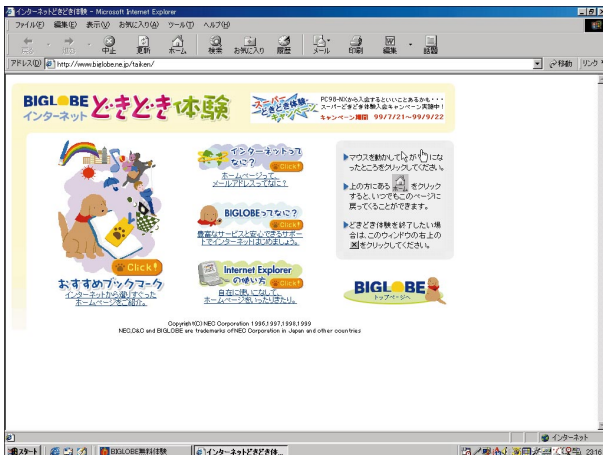 インターネットどきどき体験 - Microsoft Internet Explorer
ファイル(F) 編集(E) 表示(V) お気に入り(A) ツール(T) ヘルプ(H)
戻る 進む 中止 更新 ホーム 検索 お気に入り 履歴 メール 印刷 編集
アドレス(D) http://www.biglobe.ne.jp/taiken/ 移動 リンク
BIGLOBE
インターネット
どきどき体験
スーパー
どきどき体験
キャンペーン
PC98-NXから入会するといいことあるかも・・・
スーパーどきどき体験入会キャンペーン実施中!
キャンペーン期間 99/7/21~99/9/22
Click!
おすすめブックマーク
インターネットから選りすぐった
ホームページをご紹介。
インターネットって
なに?
Click!
ホームページって、
メールアドレスってなに?
BIGLOBEってなに?
Click!
豊富なサービスと安心できるサポー
トでインターネットはじめましょう。
Internet Explorer
の使い方
Click!
自在に使いこなして、
ホームページをいったりきたり。
マウスを動かして が にな
ったところをクリックしてください。
上の方にある をクリック
すると、いつでもこのページに
戻ってくることができます。
どきどき体験を終了したい場
合は、このウィンドウの右上の
をクリックしてください。
BIGLOBE
トップページへ
Copyright(C) NEC Corporation 1996,1997,1998,1999
NEC,C&C and BIGLOBE are trademarks of NEC Corporation in Japan and other countries
インターネット
スタート BIGLOBE無料体験 インターネットどきどき体... 23:16